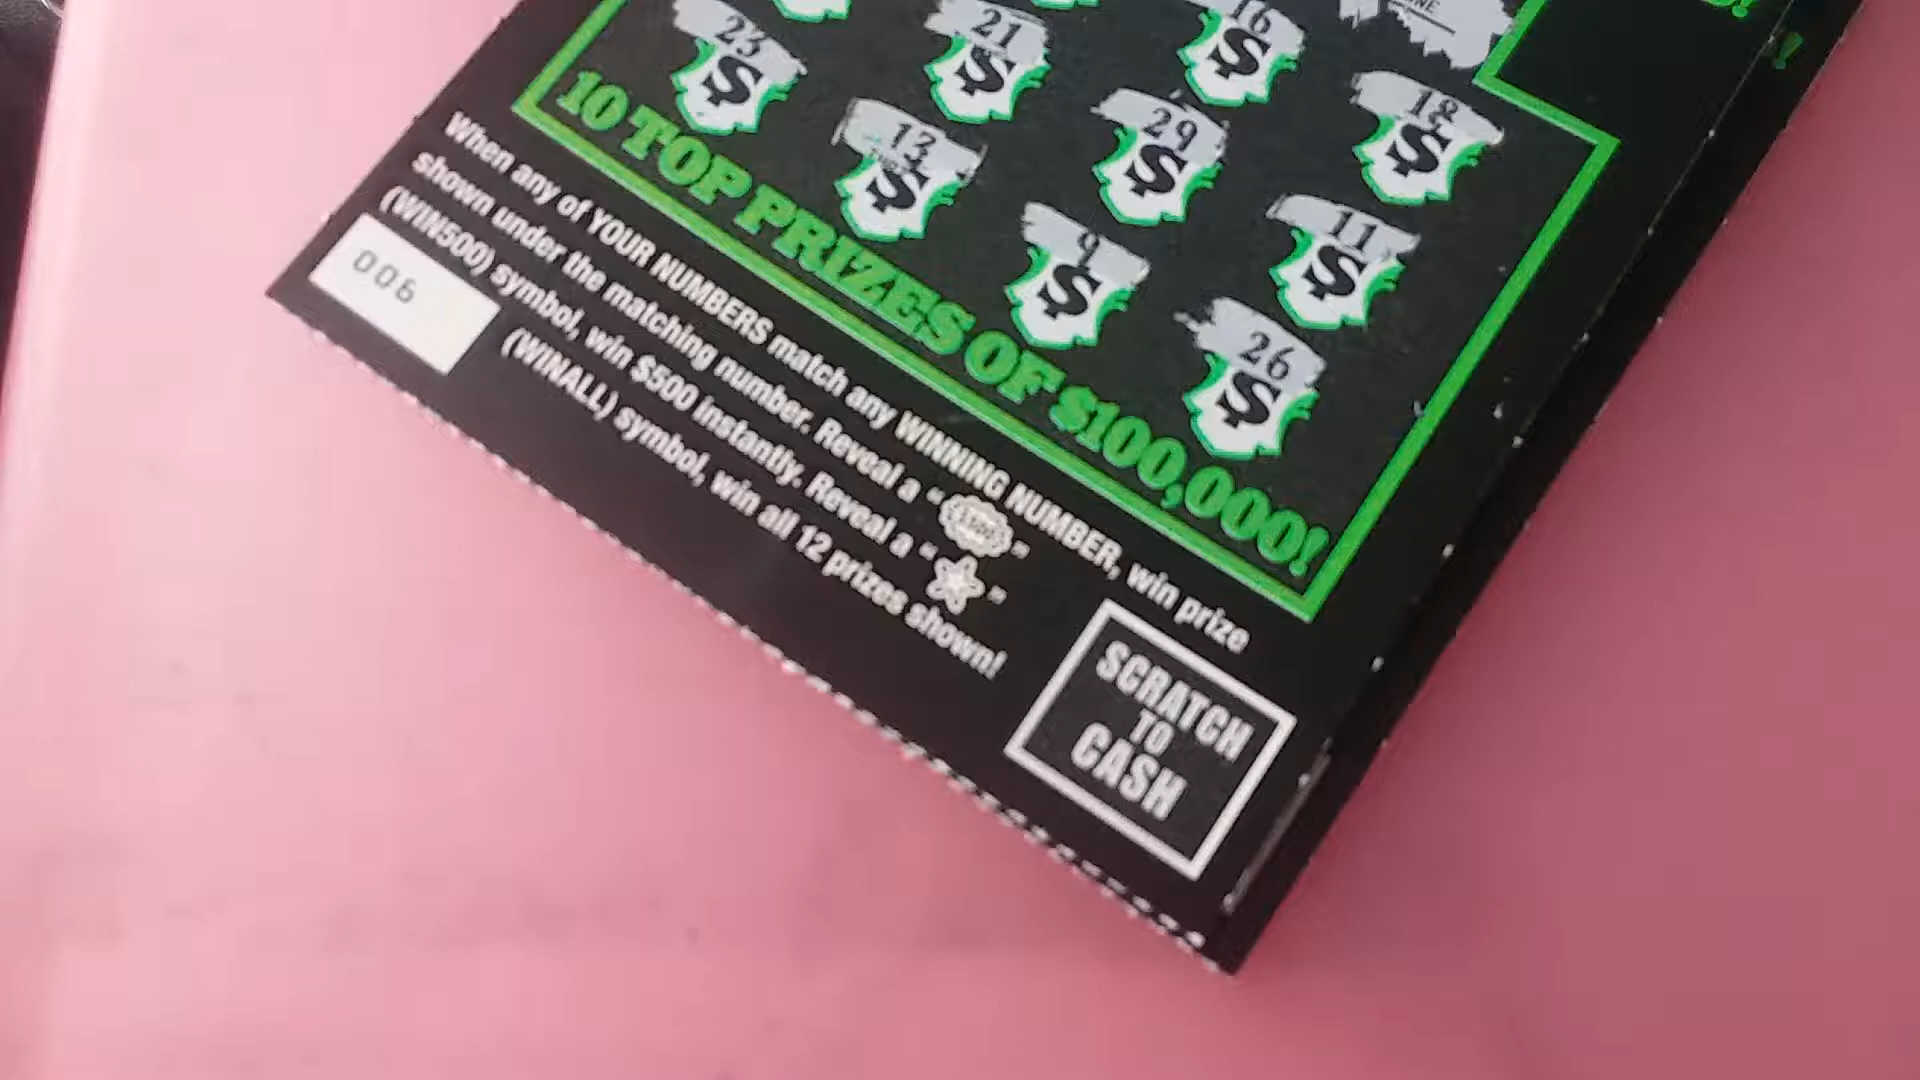 16
21
23
18
29
13
11
9
26
$
$
$
$
$
$
$
$
$
10 TOP PRIZES OF $100,000!
When any of YOUR NUMBERS match any WINNING NUMBER, win prize
shown under the matching number. Reveal a " "
(WIN500) symbol, win $500 instantly. Reveal a " "
(WINALL) symbol, win all 12 prizes shown!
006
SCRATCH
TO
CASH